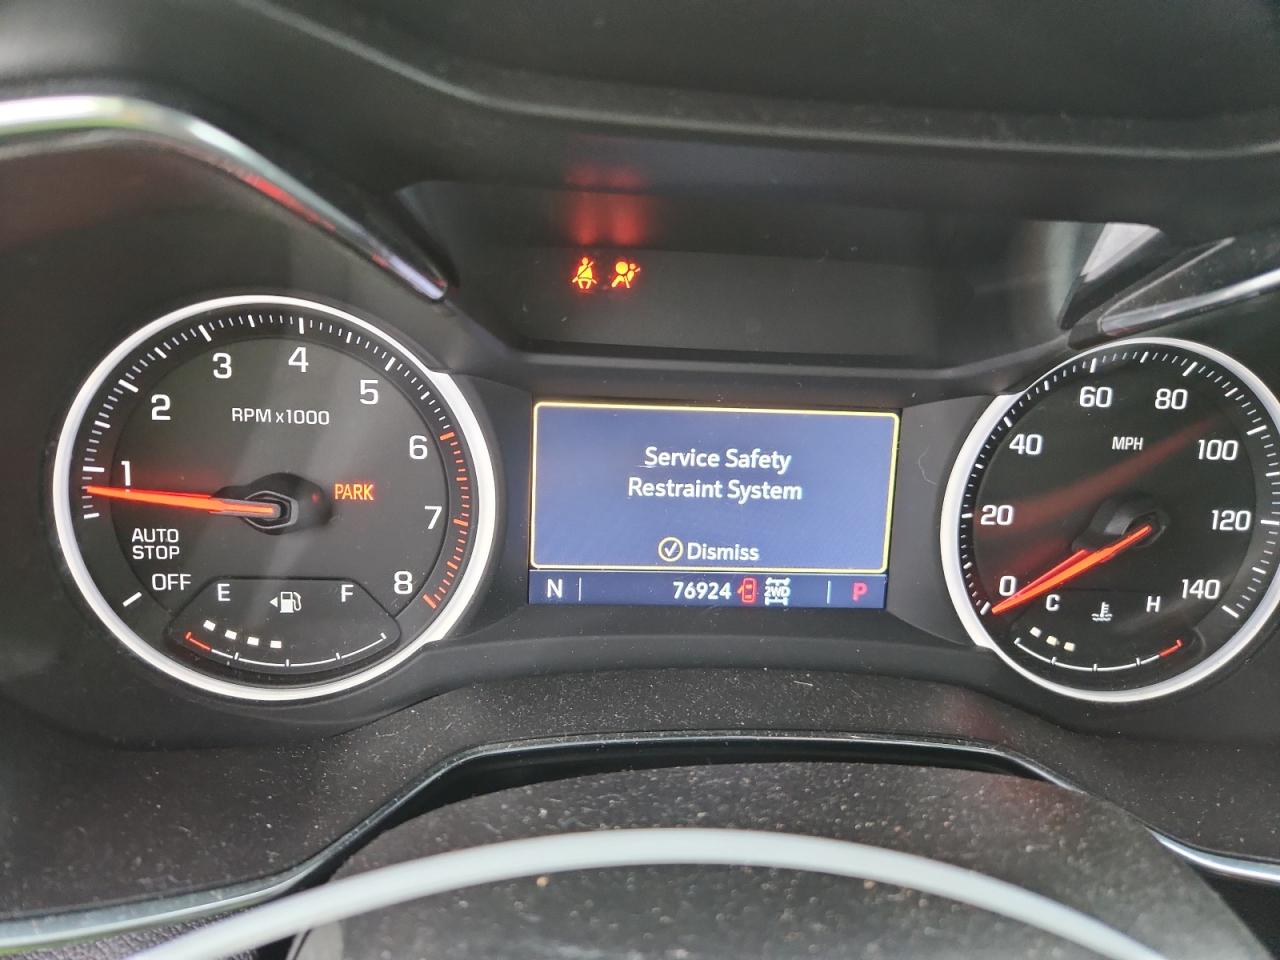 4
3
5
2
RPM x1000
6
1
PARK
7
AUTO
STOP
OFF
8
E
F
Service Safety
Restraint System
Dismiss
N
76924
2WD
P
60
80
40
MPH
100
20
120
0
140
C
H